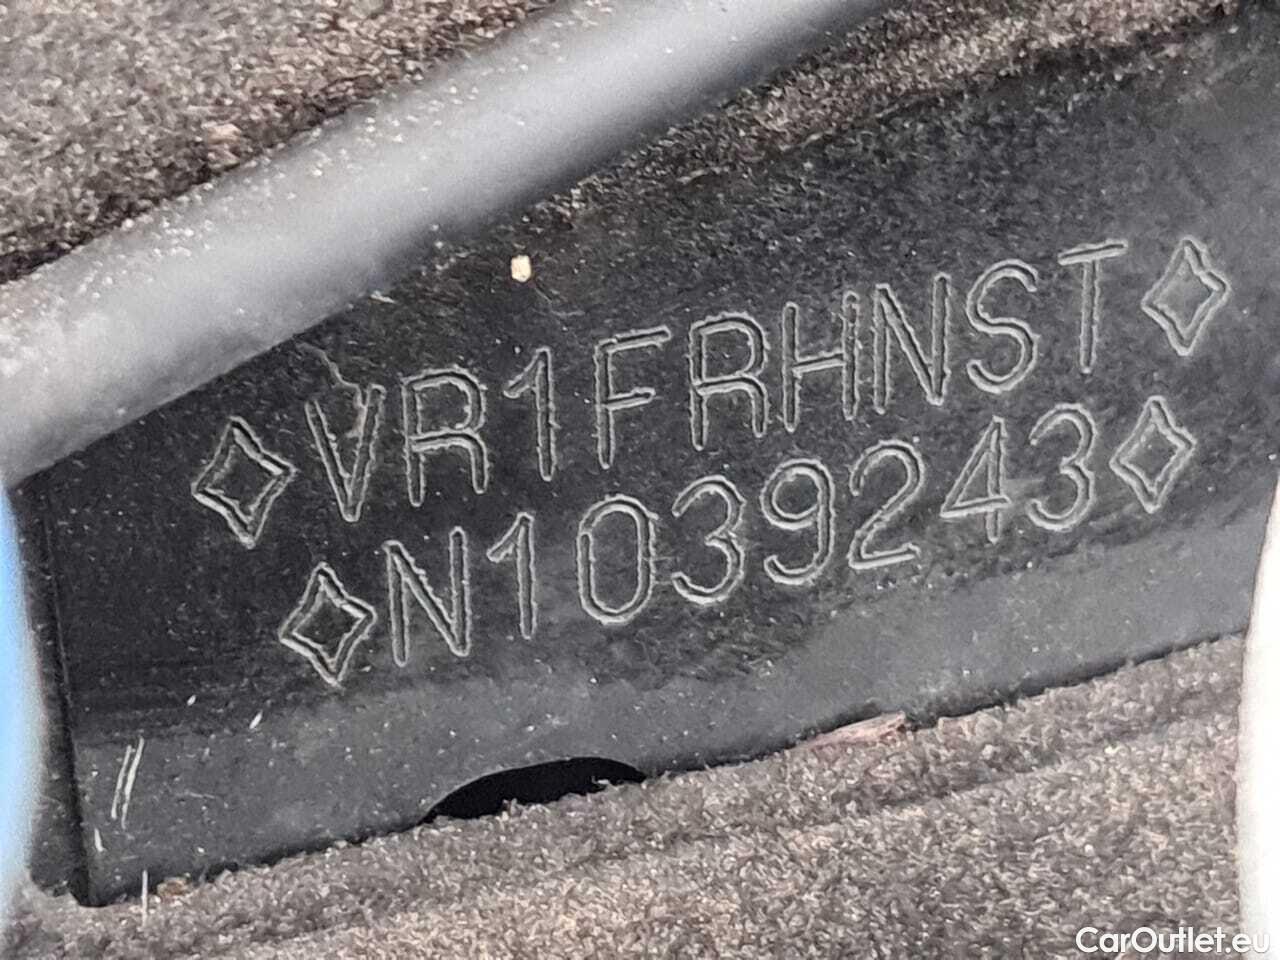 ◇VR1FRHNST◇
◇N1039243◇
CarOutlet.eu